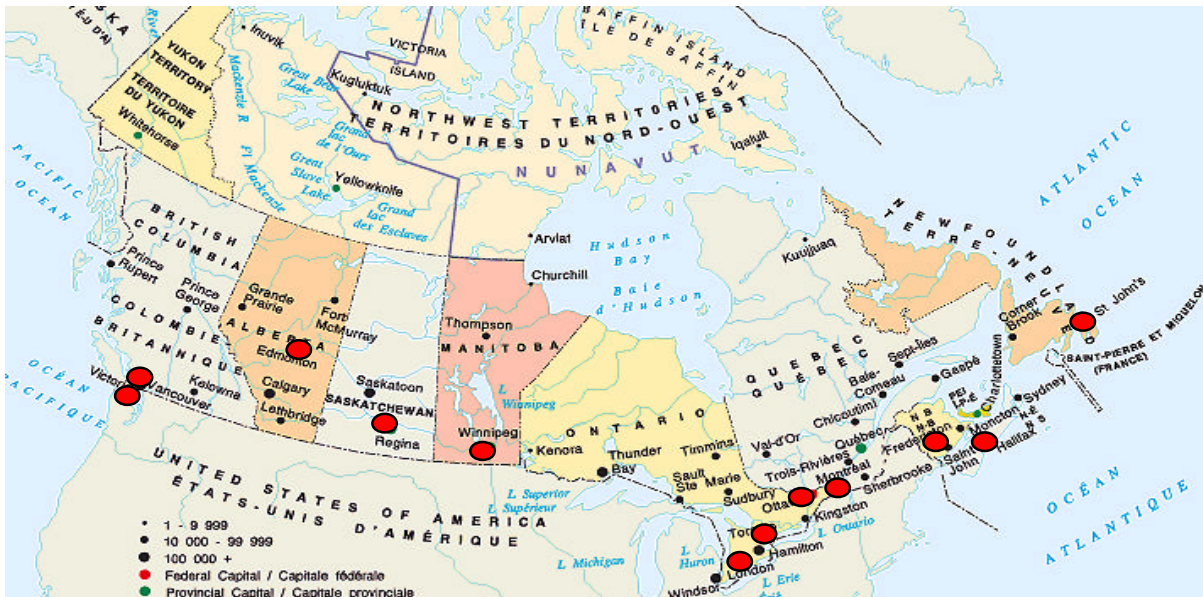 SKA
(É-U D'A)
River
Inuvik
VICTORIA
ISLAND
BAFFIN ISLAND
ÎLE DE BAFFIN
YUKON
TERRITORY
TERRITOIRE
DU YUKON
Whitehorse
Mackenzie R
Fl Mackenzie
Great Bear
Lake
Grand
lac
de l'Ours
Kugluktuk
NORTHWEST TERRITORIES
TERRITOIRES DU NORD-OUEST
NUNAVUT
Iqaluit
Great
Slave
Lake
Yellowknife
Grand
lac
des Esclaves
PACIFIC
OCEAN
ATLANTIC
OCEAN
BRITISH
COLUMBIA
COLOMBIE
BRITANNIQUE
Prince
Rupert
Prince
George
Grande
Prairie
Fort
McMurray
ALBERTA
Edmonton
Calgary
Lethbridge
Kelowna
Vancouver
OCÉAN
PACIFIQUE
Saskatoon
SASKATCHEWAN
Regina
Arviat
Churchill
Hudson
Bay
Baie
d'Hudson
Thompson
MANITOBA
L
Winnipeg
Winnipeg
Kuujjuaq
NEWFOUNDLAND
TERRE-NEUVE
Corner
Brook
St John's
SAINT-PIERRE ET MIQUELON
(FRANCE)
QUEBEC
QUÉBEC
Sept-Îles
Baie-
Comeau
Gaspé
Chicoutimi
Val-d'Or
Québec
Trois-Rivières
Montréal
Sherbrooke
PEI
Î-P-É
Charlottetown
Sydney
N B
N-B
Fredericton
Moncton
Saint
John
Halifax
N-É
N S
ONTARIO
Kenora
Thunder
Bay
Timmins
Sault
Ste Marie
Sudbury
Kingston
L Ontario
Hamilton
London
Windsor
L Erie
L
Huron
L Michigan
L Superior
L Supérieur
UNITED STATES OF AMERICA
ÉTATS-UNIS D'AMÉRIQUE
OCÉAN
ATLANTIQUE
1 - 9 999
10 000 - 99 999
100 000 +
Federal Capital / Capitale fédérale
Provincial Capital / Capitale provinciale